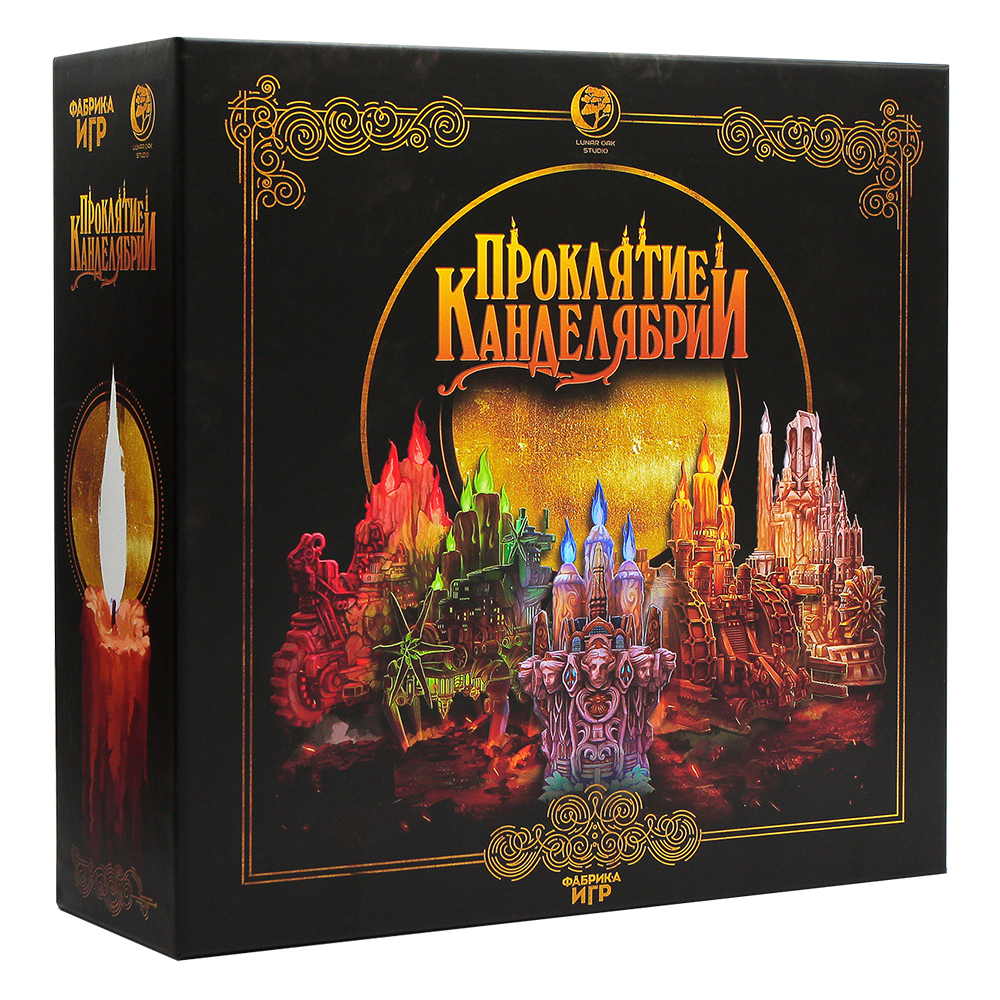 ФАБРИКА
ИГР
LUNAR OAK
STUDIO
ПРОКЛЯТИЕ
КАНДЕЛЯБРИИ
LUNAR OAK
STUDIO
ПРОКЛЯТИЕ
КАНДЕЛЯБРИИ
ФАБРИКА
ИГР